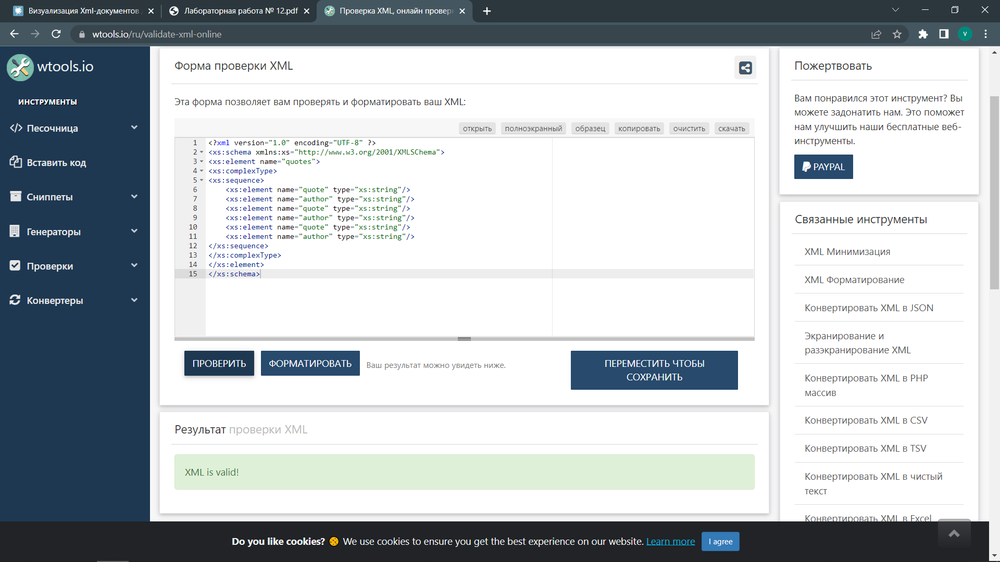 Визуализация Xml-документов
Лабораторная работа № 12.pdf
Проверка XML, онлайн провер
wtools.io/ru/validate-xml-online
V
wtools.io
ИНСТРУМЕНТЫ
Песочница
Вставить код
Сниппеты
Генераторы
Проверки
Конвертеры
Форма проверки XML
Эта форма позволяет вам проверять и форматировать ваш XML:
открыть полноэкранный образец копировать очистить скачать
1 <?xml version="1.0" encoding="UTF-8" ?>
2 <xs:schema xmlns:xs="http://www.w3.org/2001/XMLSChema">
3 <xs:element name="quotes">
4 <xs:complexType>
5 <xs:sequence>
6 <xs:element name="quote" type="xs:string"/>
7 <xs:element name="author" type="xs:string"/>
8 <xs:element name="quote" type="xs:string"/>
9 <xs:element name="author" type="xs:string"/>
10 <xs:element name="quote" type="xs:string"/>
11 <xs:element name="author" type="xs:string"/>
12 </xs:sequence>
13 </xs:complexType>
14 </xs:element>
15 </xs:schema>
ПРОВЕРИТЬ
ФОРМАТИРОВАТЬ
Ваш результат можно увидеть ниже.
ПЕРЕМЕСТИТЬ ЧТОБЫ
СОХРАНИТЬ
Результат проверки XML
XML is valid!
Пожертвовать
Вам понравился этот инструмент? Вы
можете задонатить нам. Это поможет
нам улучшить наши бесплатные веб-
инструменты.
PAYPAL
Связанные инструменты
XML Минимизация
XML Форматирование
Конвертировать XML в JSON
Экранирование и
разэкранирование XML
Конвертировать XML в PHP
массив
Конвертировать XML в CSV
Конвертировать XML в TSV
Конвертировать XML в чистый
текст
Конвертировать XML в Excel
Do you like cookies? We use cookies to ensure you get the best experience on our website. Learn more
I agree